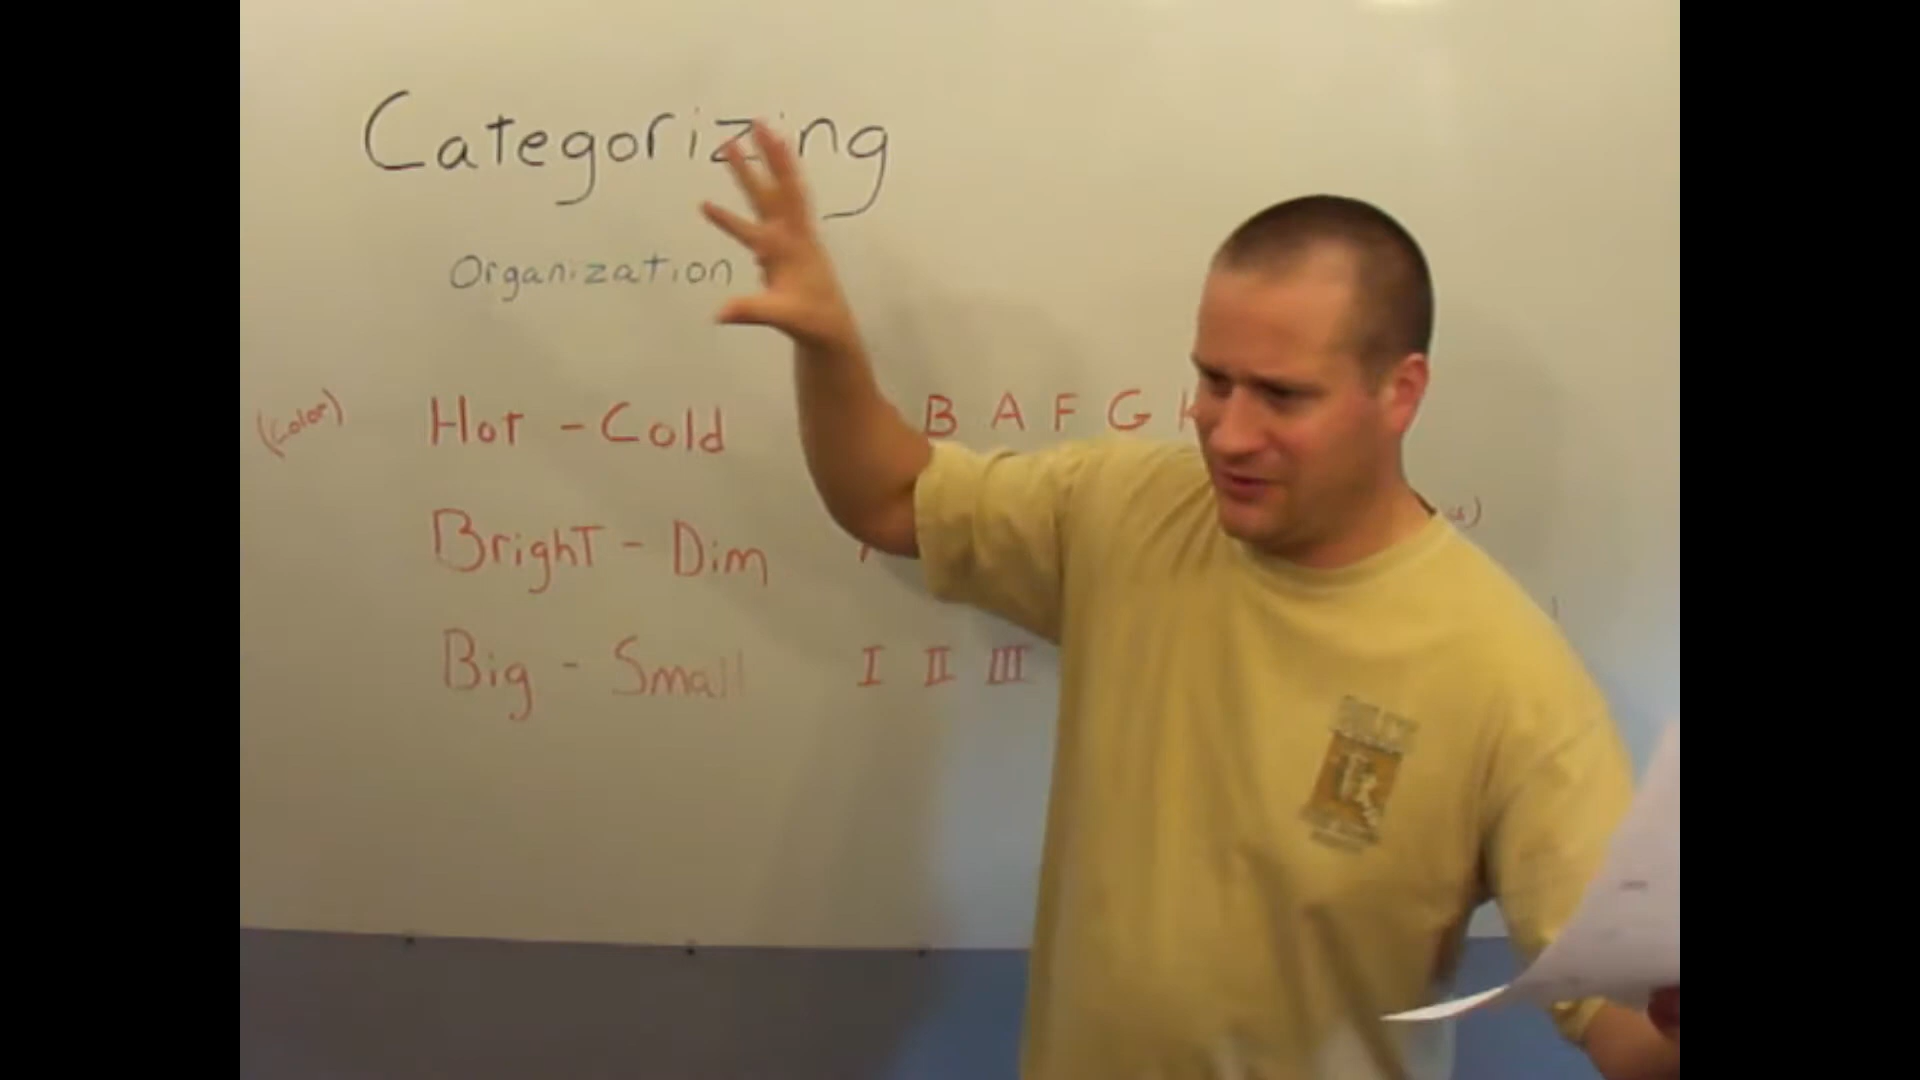 Categorizing
Organization
(color) Hot - Cold B A F G K
Bright - Dim
Big - Small I II III